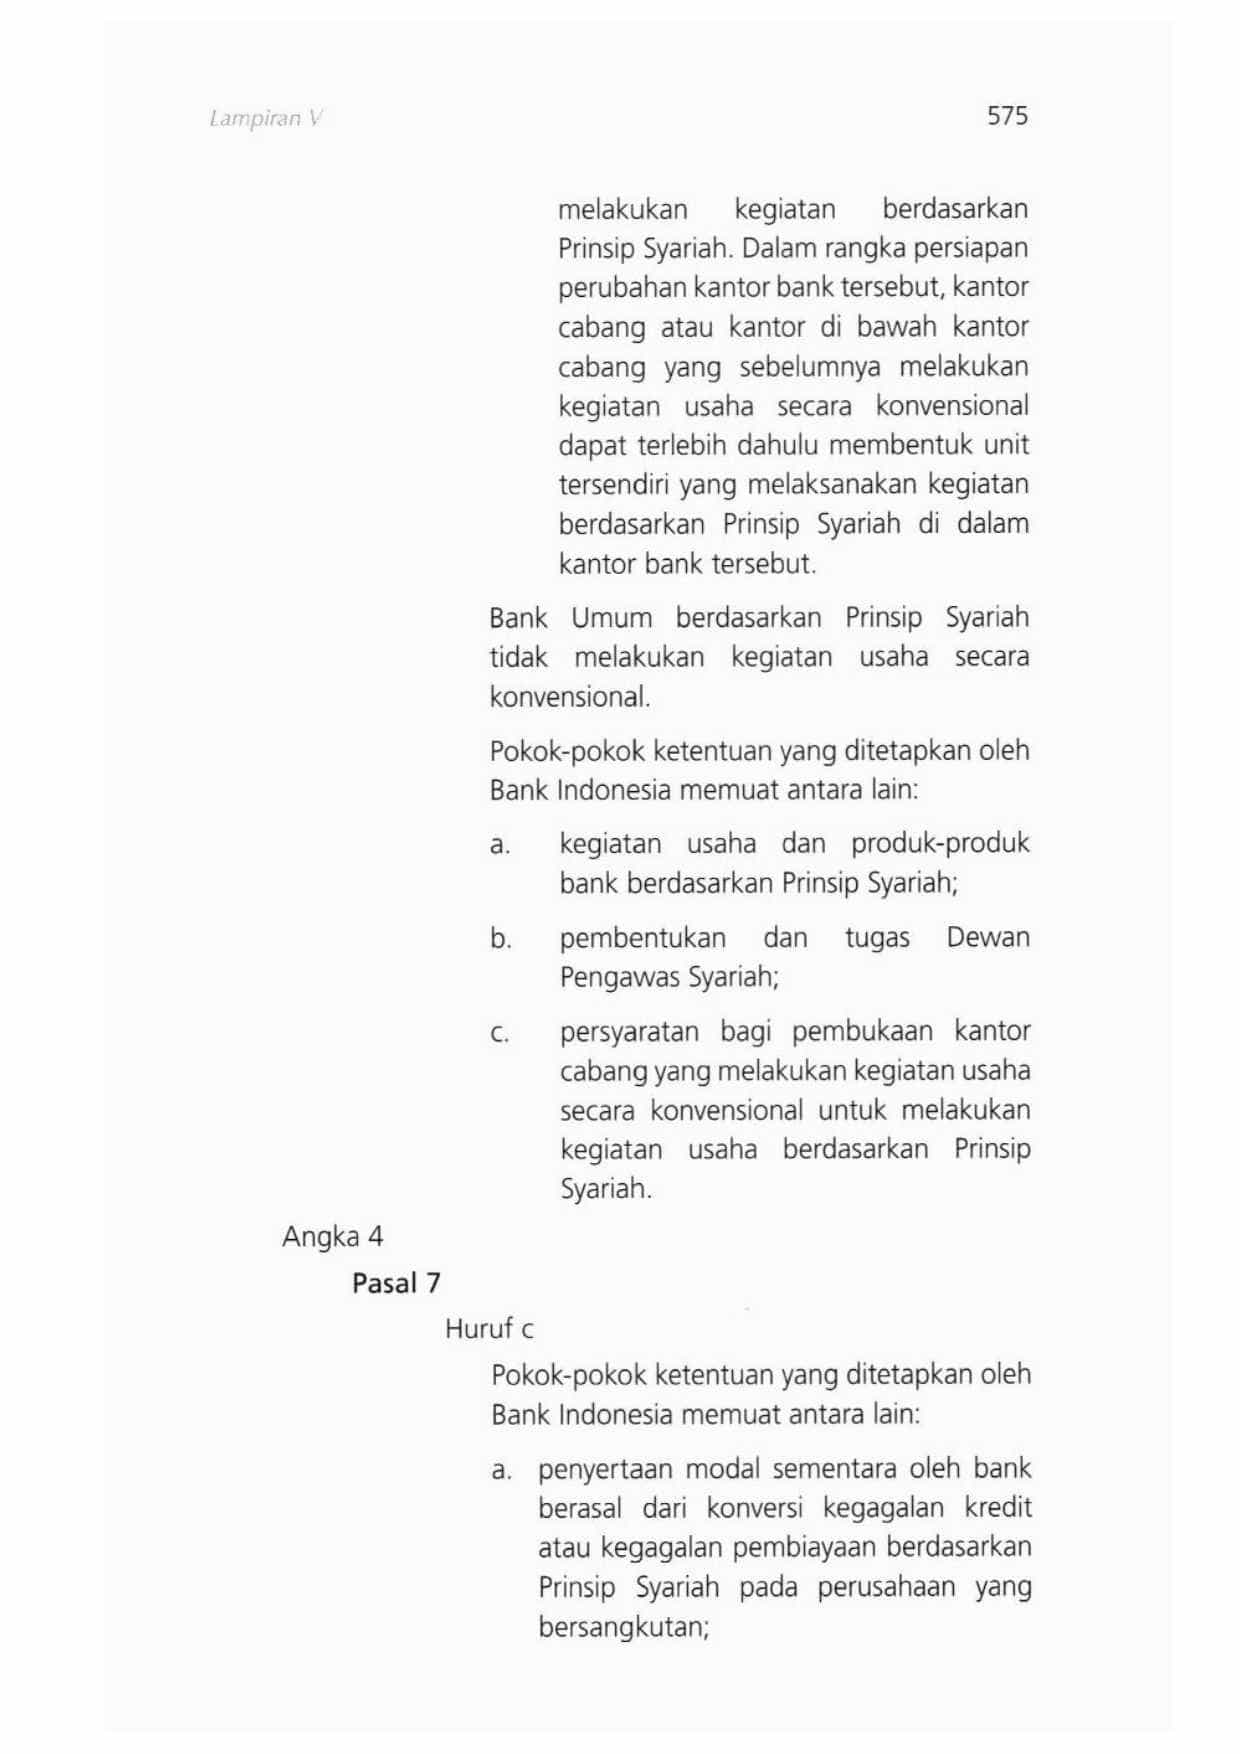 Lampiran V 575
melakukan kegiatan berdasarkan
Prinsip Syariah. Dalam rangka persiapan
perubahan kantor bank tersebut, kantor
cabang atau kantor di bawah kantor
cabang yang sebelumnya melakukan
kegiatan usaha secara konvensional
dapat terlebih dahulu membentuk unit
tersendiri yang melaksanakan kegiatan
berdasarkan Prinsip Syariah di dalam
kantor bank tersebut.
Bank Umum berdasarkan Prinsip Syariah
tidak melakukan kegiatan usaha secara
konvensional.
Pokok-pokok ketentuan yang ditetapkan oleh
Bank Indonesia memuat antara lain:
a. kegiatan usaha dan produk-produk
bank berdasarkan Prinsip Syariah;
b. pembentukan dan tugas Dewan
Pengawas Syariah;
c. persyaratan bagi pembukaan kantor
cabang yang melakukan kegiatan usaha
secara konvensional untuk melakukan
kegiatan usaha berdasarkan Prinsip
Syariah.
Angka 4
Pasal 7
Huruf c
Pokok-pokok ketentuan yang ditetapkan oleh
Bank Indonesia memuat antara lain:
a. penyertaan modal sementara oleh bank
berasal dari konversi kegagalan kredit
atau kegagalan pembiayaan berdasarkan
Prinsip Syariah pada perusahaan yang
bersangkutan;